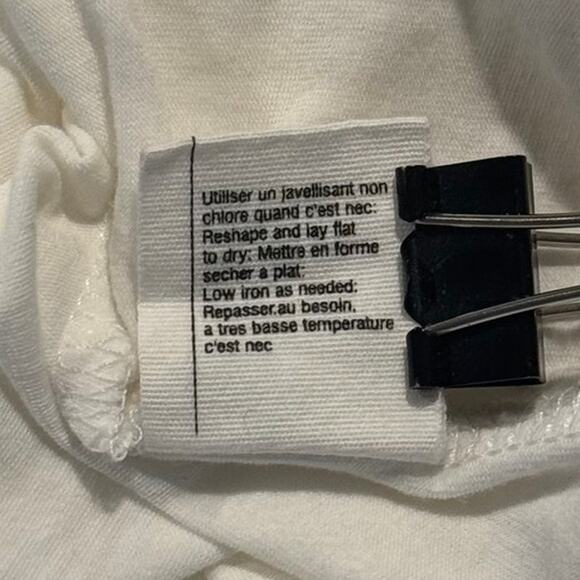 Utiliser un javellisant non
chlore quand c'est nec:
Reshape and lay flat
to dry: Mettre en forme
secher a plat:
Low iron as needed:
Repasser.au besoin,
a tres basse temperature
c'est nec